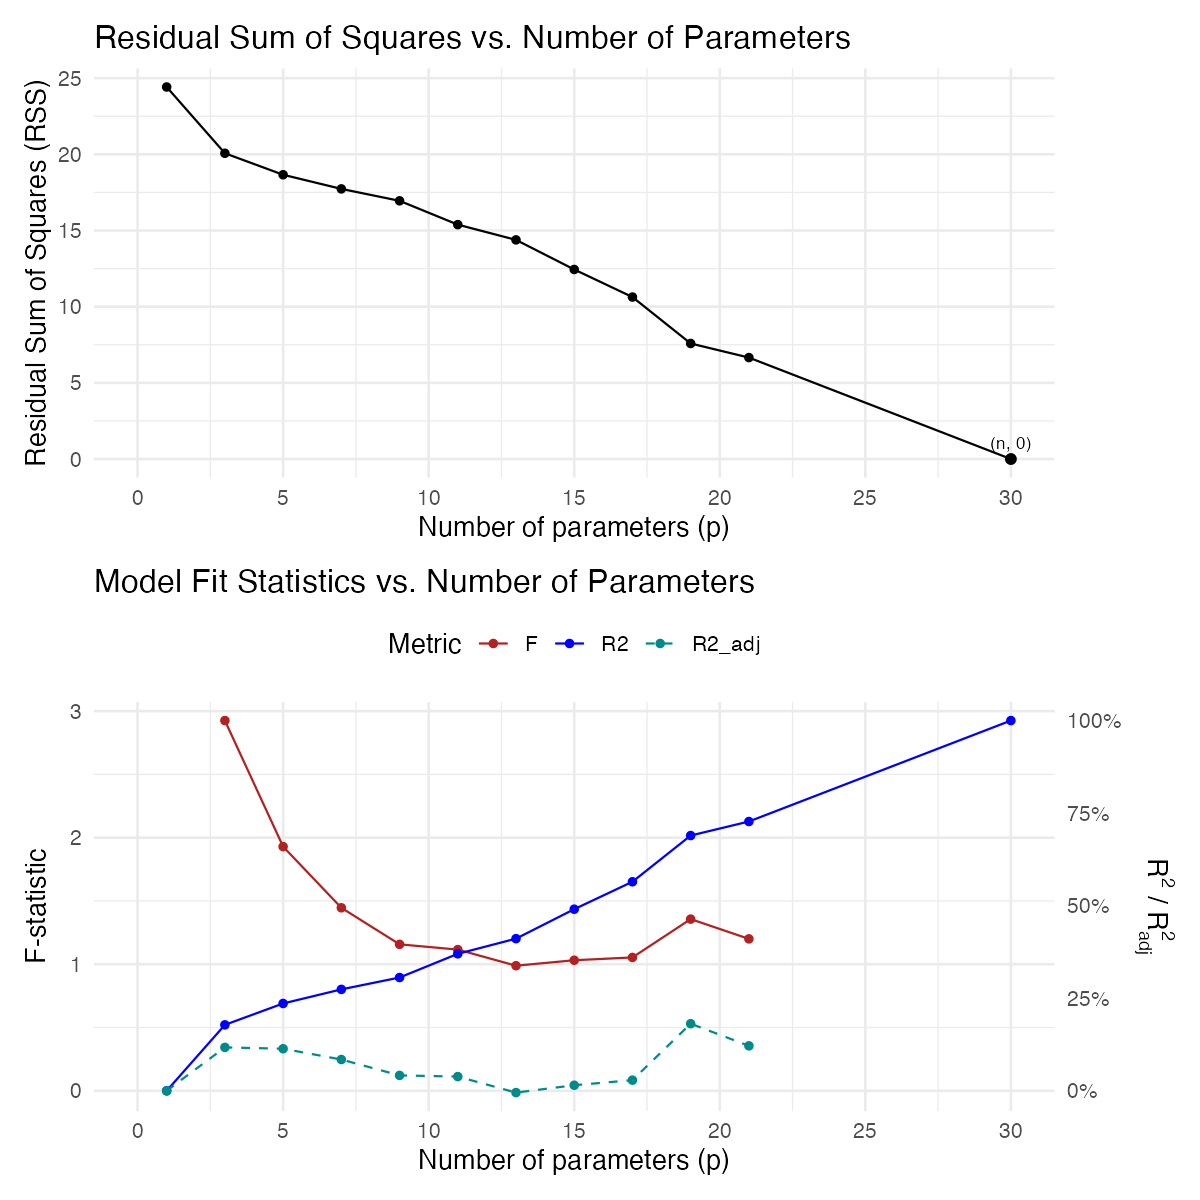 Residual Sum of Squares vs. Number of Parameters
Residual Sum of Squares (RSS)
25
20
15
10
5
0
(n, 0)
0 5 10 15 20 25 30
Number of parameters (p)
Model Fit Statistics vs. Number of Parameters
Metric F R2 R2_adj
F-statistic
3
2
1
0
100%
75%
50%
25%
0%
R² / R²adj
0 5 10 15 20 25 30
Number of parameters (p)